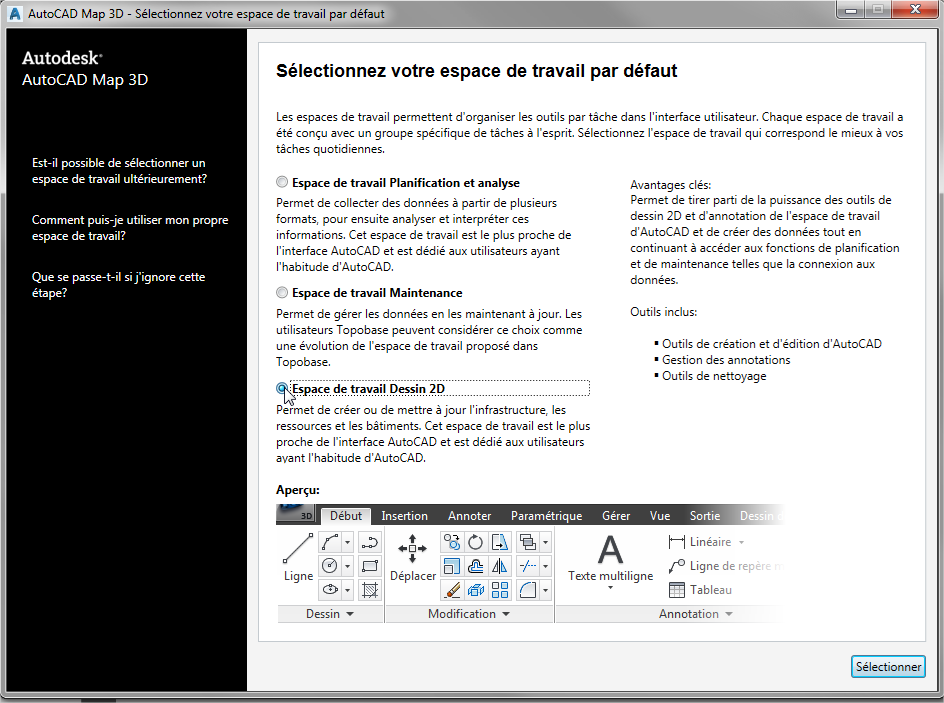 AutoCAD Map 3D - Sélectionnez votre espace de travail par défaut
Autodesk®
AutoCAD Map 3D
Est-il possible de sélectionner un
espace de travail ultérieurement?
Comment puis-je utiliser mon propre
espace de travail?
Que se passe-t-il si j'ignore cette
étape?
Sélectionnez votre espace de travail par défaut
Les espaces de travail permettent d'organiser les outils par tâche dans l'interface utilisateur. Chaque espace de travail a
été conçu avec un groupe spécifique de tâches à l'esprit. Sélectionnez l'espace de travail qui correspond le mieux à vos
tâches quotidiennes.
Espace de travail Planification et analyse
Permet de collecter des données à partir de plusieurs
formats, pour ensuite analyser et interpréter ces
informations. Cet espace de travail est le plus proche de
l'interface AutoCAD et est dédié aux utilisateurs ayant
l'habitude d'AutoCAD.
Espace de travail Maintenance
Permet de gérer les données en les maintenant à jour. Les
utilisateurs Topobase peuvent considérer ce choix comme
une évolution de l'espace de travail proposé dans
Topobase.
Espace de travail Dessin 2D
Permet de créer ou de mettre à jour l'infrastructure, les
ressources et les bâtiments. Cet espace de travail est le plus
proche de l'interface AutoCAD et est dédié aux utilisateurs
ayant l'habitude d'AutoCAD.
Avantages clés:
Permet de tirer parti de la puissance des outils de
dessin 2D et d'annotation de l'espace de travail
d'AutoCAD et de créer des données tout en
continuant à accéder aux fonctions de planification
et de maintenance telles que la connexion aux
données.
Outils inclus:
▪ Outils de création et d'édition d'AutoCAD
▪ Gestion des annotations
▪ Outils de nettoyage
Aperçu:
3D Début Insertion Annoter Paramétrique Gérer Vue Sortie Dessin
Ligne
Déplacer
A
Texte multiligne
Linéaire
Ligne de repère
Tableau
Dessin Modification Annotation
Sélectionner